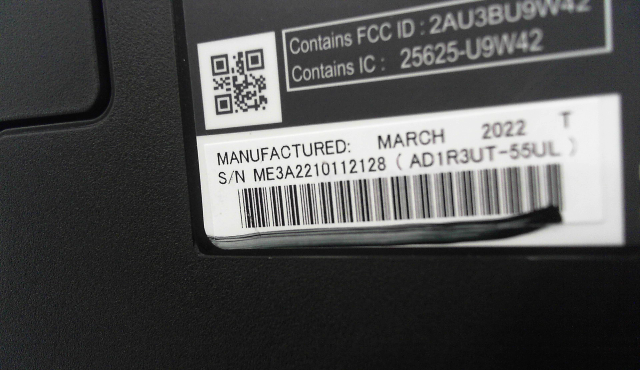 Contains FCC ID : 2AU3BU9W42
Contains IC : 25625-U9W42
MANUFACTURED: MARCH 2022 T
S/N ME3A2210112128 ( AD1R3UT-55UL )